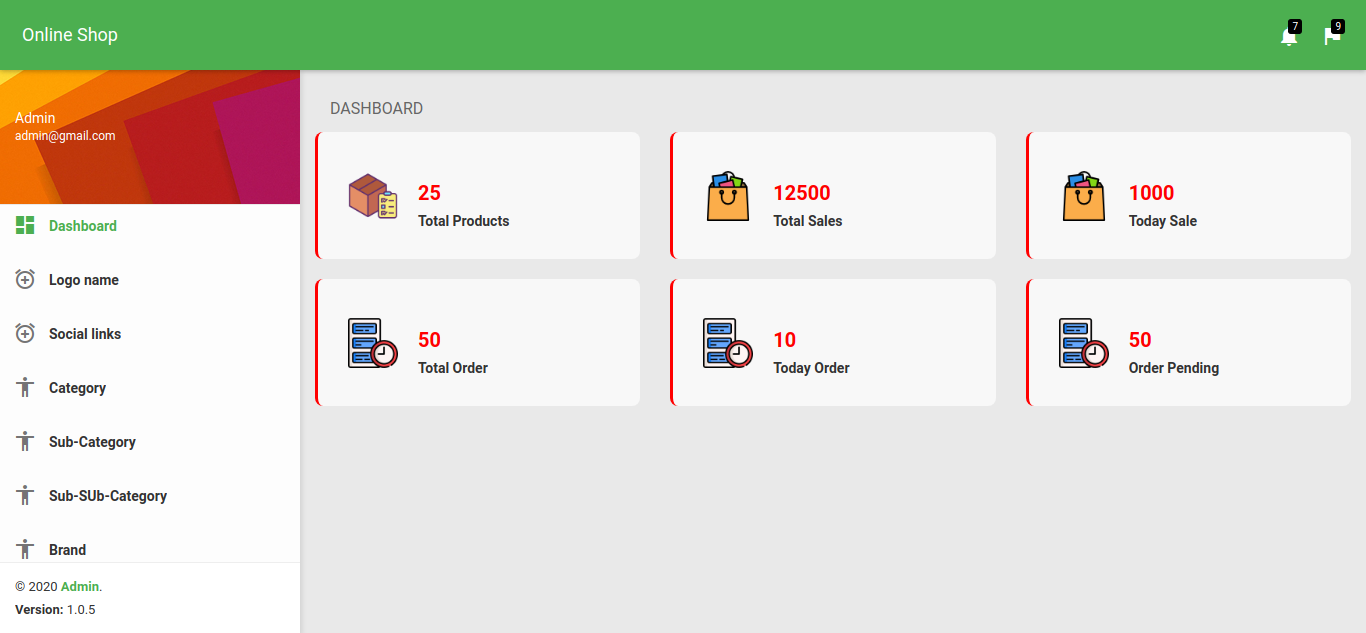 Online Shop
7
9
Admin
admin@gmail.com
Dashboard
Logo name
Social links
Category
Sub-Category
Sub-SUb-Category
Brand
© 2020 Admin.
Version: 1.0.5
DASHBOARD
25
Total Products
12500
Total Sales
1000
Today Sale
50
Total Order
10
Today Order
50
Order Pending